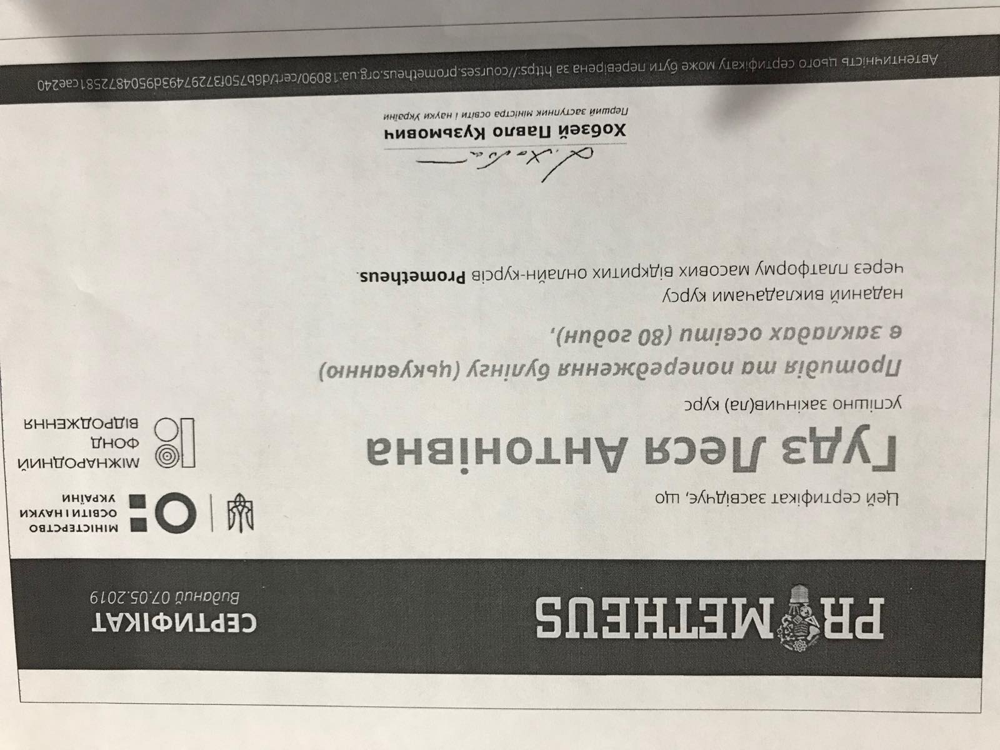 PROMETHEUS
СЕРТИФІКАТ
Виданий 07.05.2019
Цей сертифікат засвідчує, що
Гудз Леся Антонівна
успішно закінчив(ла) курс
Протидія та попередження булінгу (цькуванню)
в закладах освіти (80 годин),
наданий викладачами курсу
через платформу масових відкритих онлайн-курсів Prometheus.
МІНІСТЕРСТВО
ОСВІТИ І НАУКИ
УКРАЇНИ
МІЖНАРОДНИЙ
ФОНД
ВІДРОДЖЕННЯ
Хобзей Павло Кузьмович
Перший заступник міністра освіти і науки України
Автентичність цього сертифікату може бути перевірена за https://courses.prometheus.org.ua:18090/cert/d6b750f37297493d95048725​81cae240